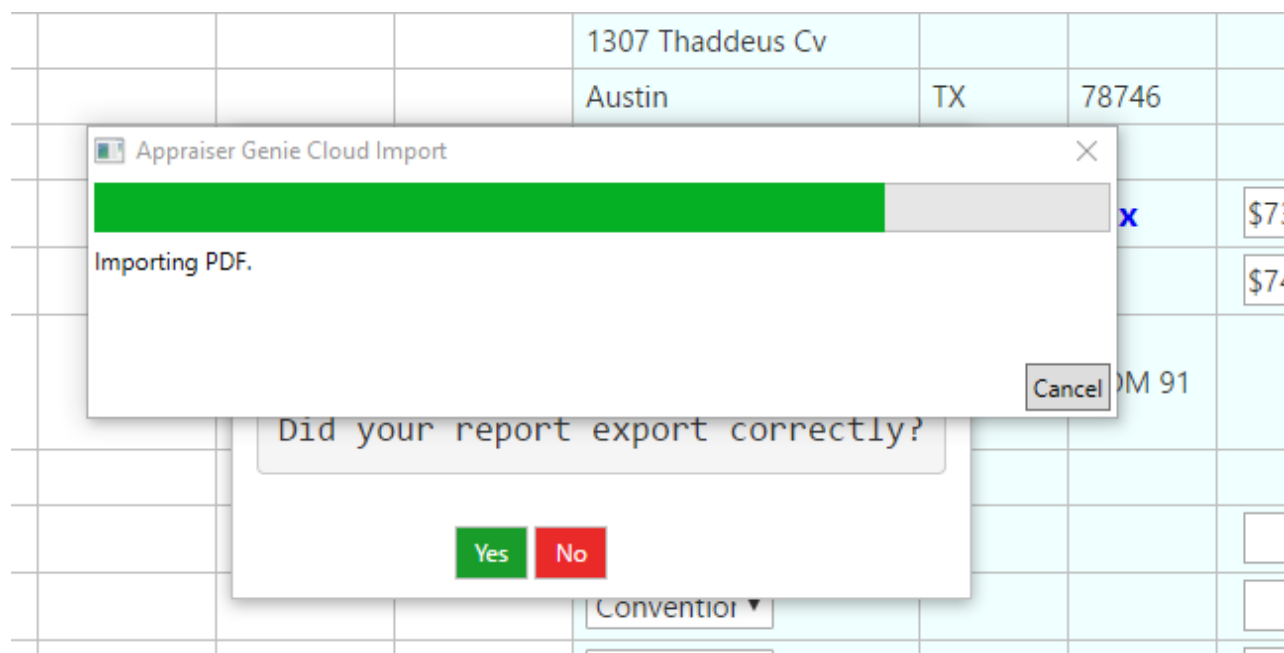 1307 Thaddeus Cv
Austin TX 78746
Appraiser Genie Cloud Import
x
Importing PDF.
Cancel
91
Did your report export correctly?
Yes No